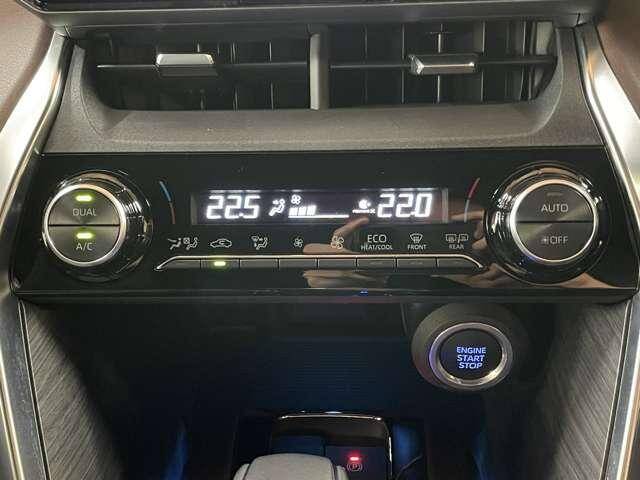 DUAL
A/C
22.5
22.0
AUTO
OFF
ECO
HEAT/COOL
FRONT
REAR
ENGINE
START
STOP
P